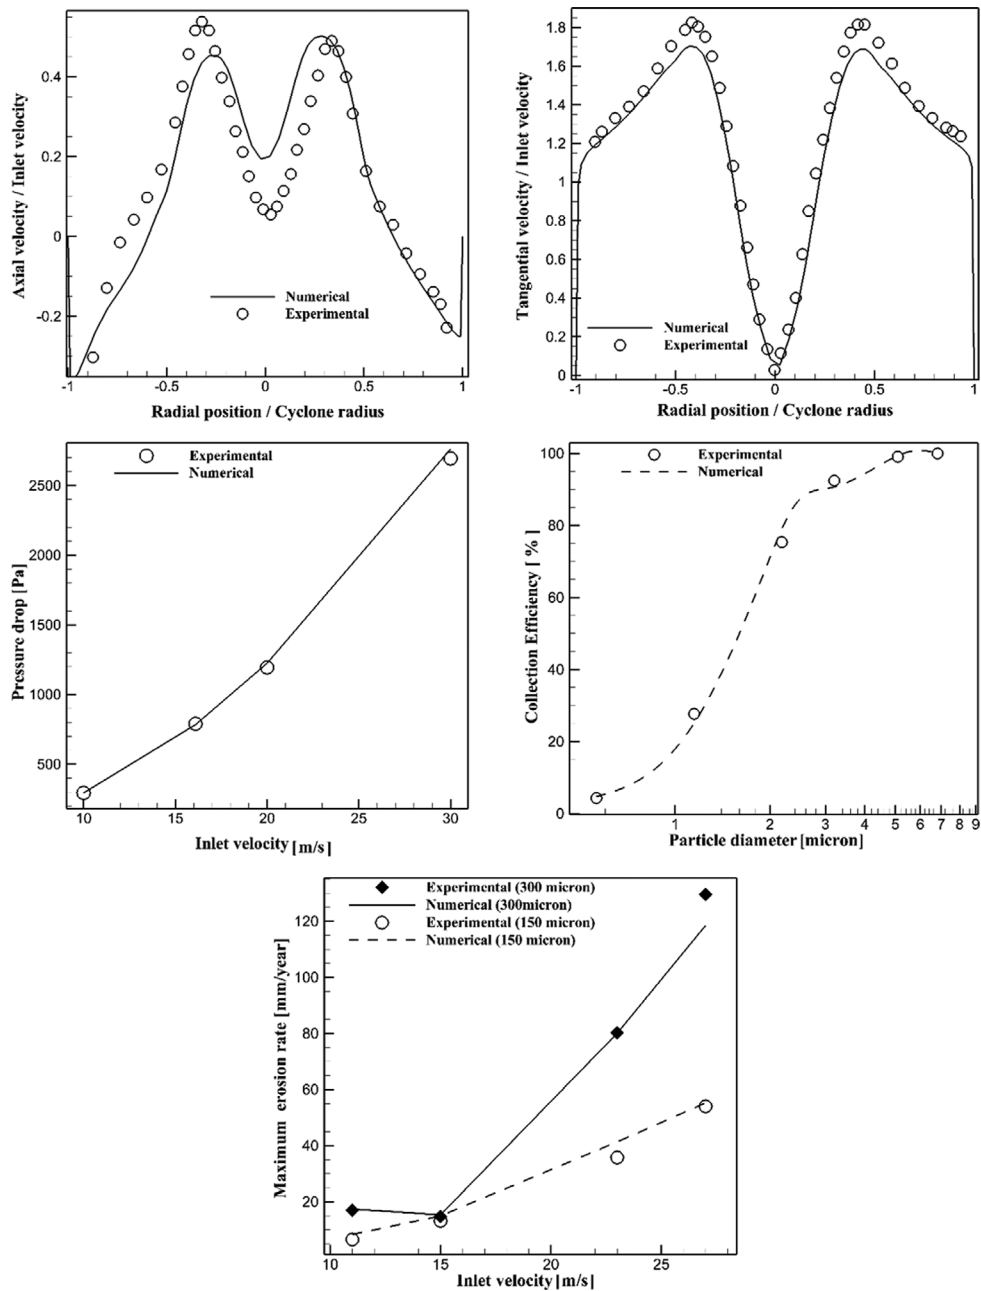 Axial velocity / Inlet velocity
0.4
0.2
0
-0.2
Numerical
Experimental
-1 -0.5 0 0.5 1
Radial position / Cyclone radius
Tangential velocity / Inlet velocity
1.8
1.6
1.4
1.2
1
0.8
0.6
0.4
0.2
0
Numerical
Experimental
-1 -0.5 0 0.5 1
Radial position / Cyclone radius
Pressure drop [Pa]
2500
2000
1500
1000
500
Experimental
Numerical
10 15 20 25 30
Inlet velocity [m/s]
Collection Efficiency [ % ]
100
80
60
40
20
0
Experimental
Numerical
1 2 3 4 5 6 7 8 9
Particle diameter [micron]
Maximum erosion rate [mm/year]
120
100
80
60
40
20
Experimental (300 micron)
Numerical (300micron)
Experimental (150 micron)
Numerical (150 micron)
10 15 20 25
Inlet velocity [m/s]